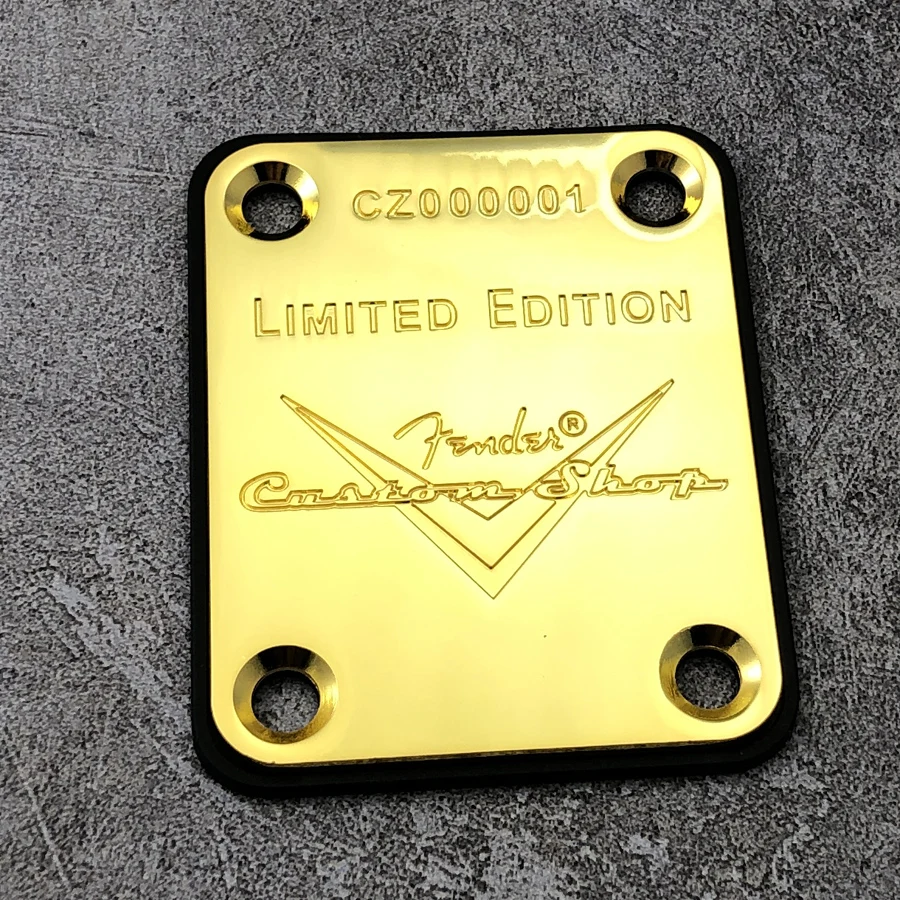 CZ000001
LIMITED EDITION
Fender®
Custom Shop